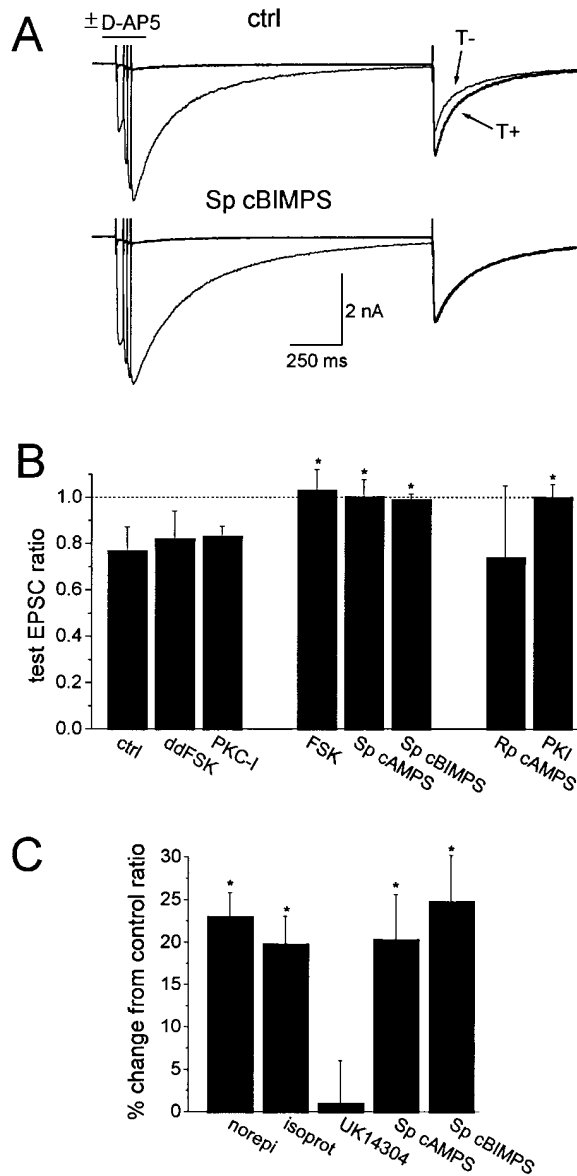 A
± D-AP5
ctrl
T-
T+
Sp cBIMPS
2 nA
250 ms
B
test EPSC ratio
1.0
0.8
0.6
0.4
0.2
0.0
* * * *
ctrl
ddFSK
PKC-I
FSK
Sp cAMPS
Sp cBIMPS
Rp cAMPS
PKI
C
% change from control ratio
30
25
20
15
10
5
0
* * * *
norepi
isoprot
UK14304
Sp cAMPS
Sp cBIMPS